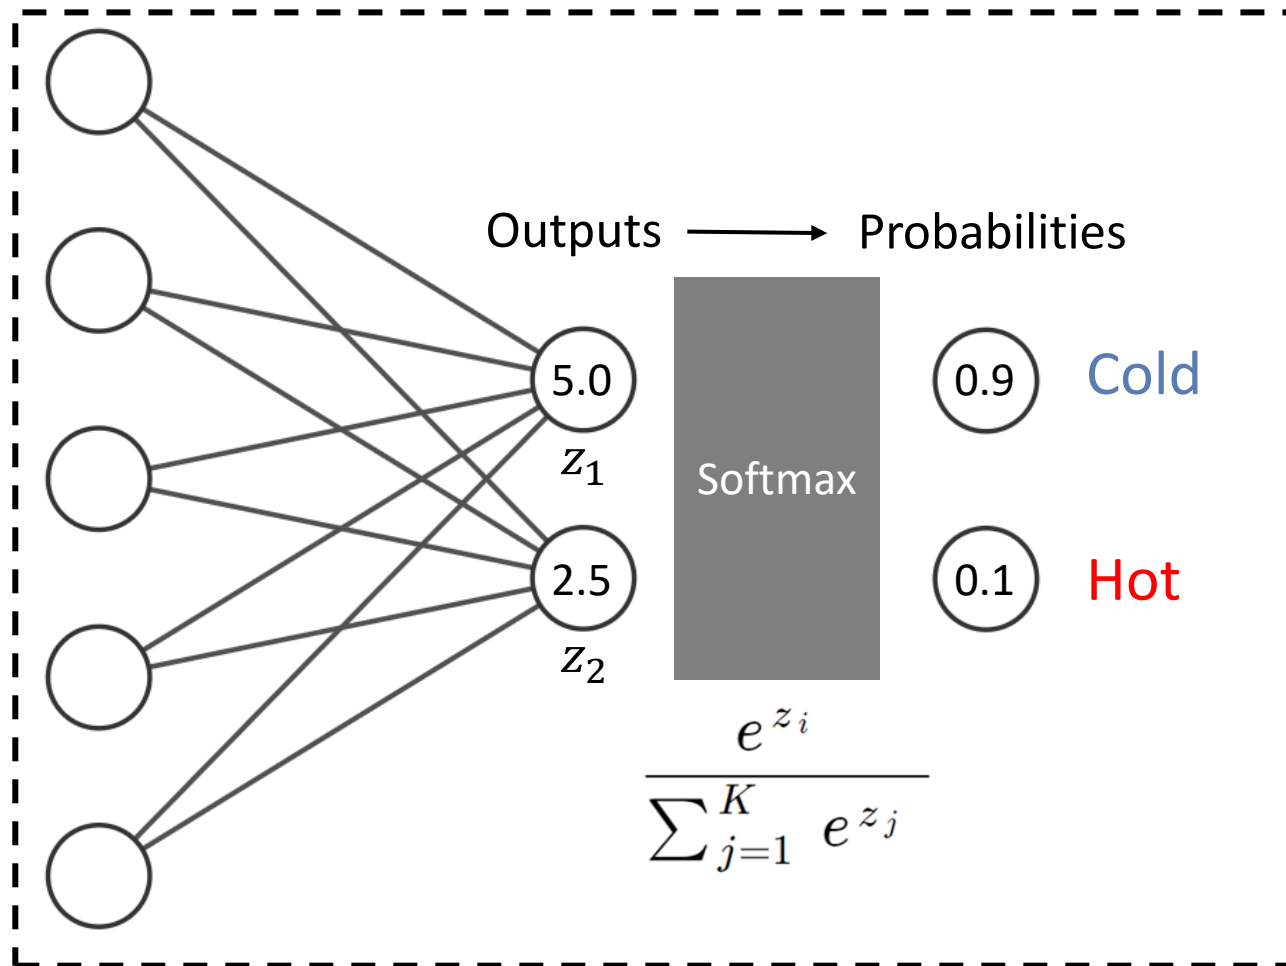 Outputs → Probabilities
5.0 0.9 Cold
z₁
Softmax
2.5 0.1 Hot
z₂
e^{z_i}
∑_{j=1}^{K} e^{z_j}